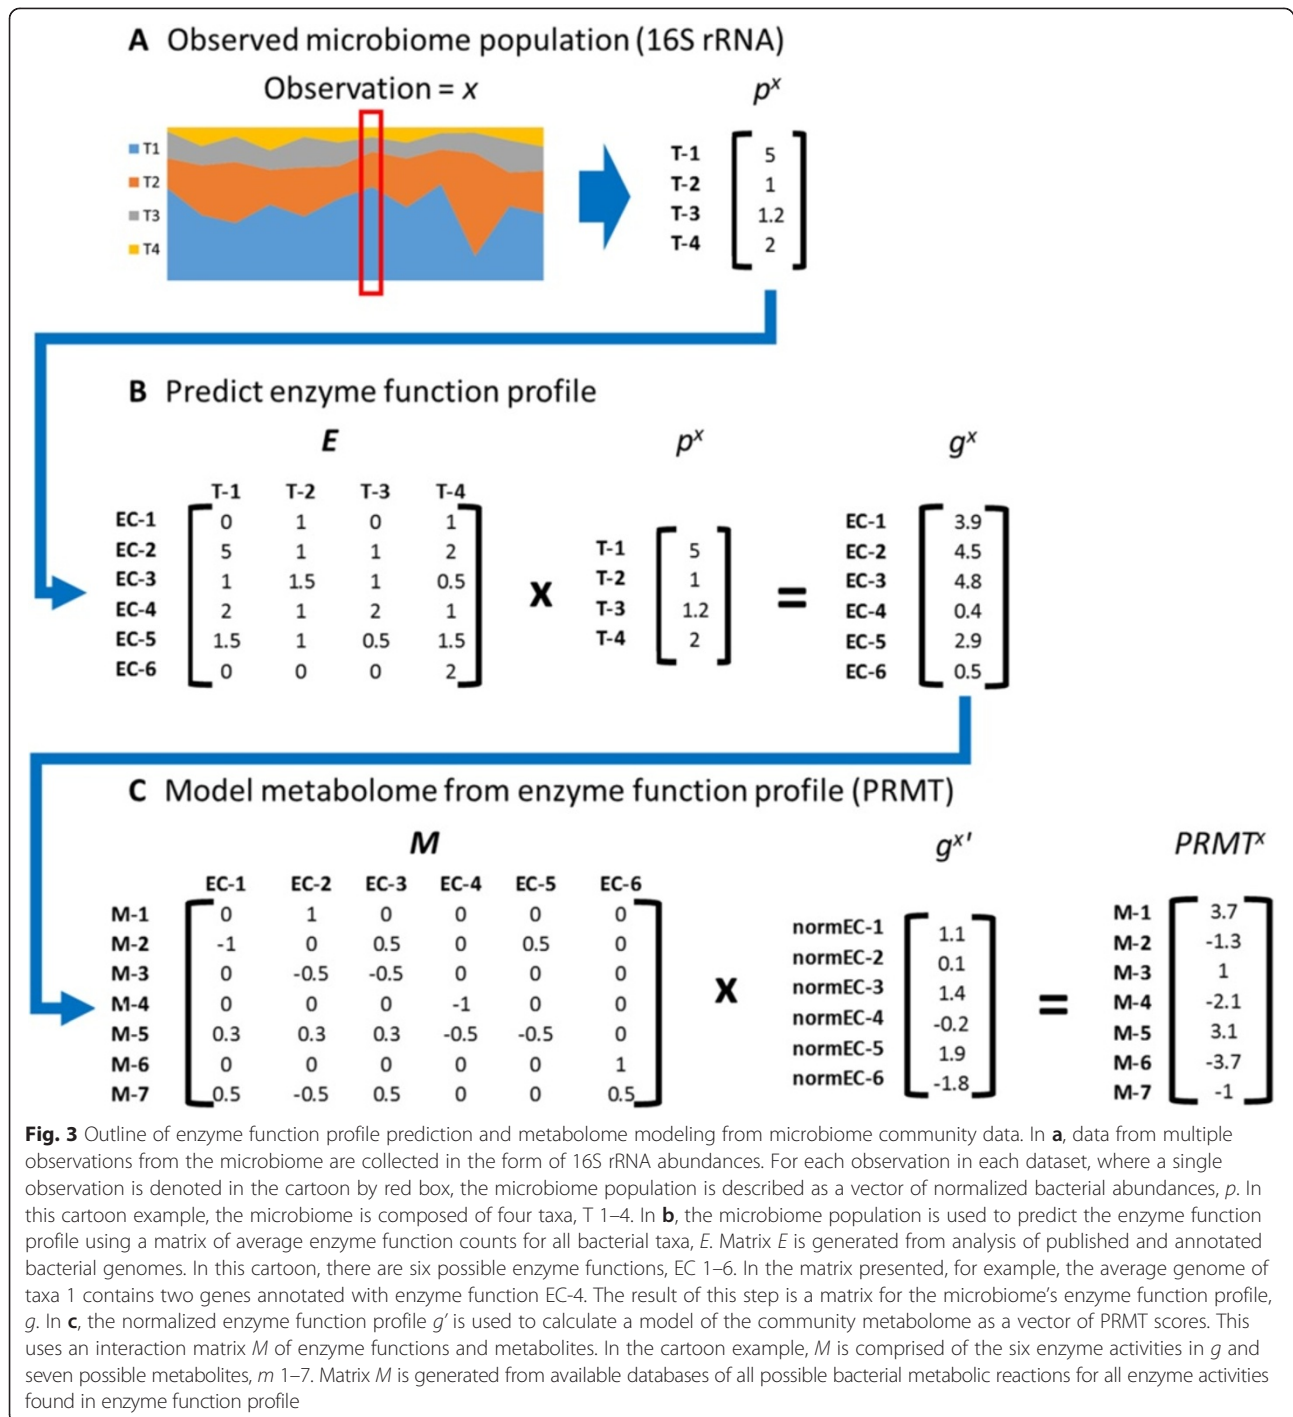 A Observed microbiome population (16S rRNA)
Observation = x
pˣ
T1
T2
T3
T4
T-1 5
T-2 1
T-3 1.2
T-4 2
B Predict enzyme function profile
E
pˣ
gˣ
T-1 T-2 T-3 T-4
EC-1 0 1 0 1
EC-2 5 1 1 2
EC-3 1 1.5 1 0.5
EC-4 2 1 2 1
EC-5 1.5 1 0.5 1.5
EC-6 0 0 0 2
x
T-1 5
T-2 1
T-3 1.2
T-4 2
=
EC-1 3.9
EC-2 4.5
EC-3 4.8
EC-4 0.4
EC-5 2.9
EC-6 0.5
C Model metabolome from enzyme function profile (PRMT)
M
gˣ'
PRMTˣ
EC-1 EC-2 EC-3 EC-4 EC-5 EC-6
M-1 0 1 0 0 0 0
M-2 -1 0 0.5 0 0.5 0
M-3 0 -0.5 -0.5 0 0 0
M-4 0 0 0 -1 0 0
M-5 0.3 0.3 0.3 -0.5 -0.5 0
M-6 0 0 0 0 0 1
M-7 0.5 -0.5 0.5 0 0 0.5
x
normEC-1 1.1
normEC-2 0.1
normEC-3 1.4
normEC-4 -0.2
normEC-5 1.9
normEC-6 -1.8
=
M-1 3.7
M-2 -1.3
M-3 1
M-4 -2.1
M-5 3.1
M-6 -3.7
M-7 -1
Fig. 3 Outline of enzyme function profile prediction and metabolome modeling from microbiome community data. In a, data from multiple
observations from the microbiome are collected in the form of 16S rRNA abundances. For each observation in each dataset, where a single
observation is denoted in the cartoon by red box, the microbiome population is described as a vector of normalized bacterial abundances, p. In
this cartoon example, the microbiome is composed of four taxa, T 1–4. In b, the microbiome population is used to predict the enzyme function
profile using a matrix of average enzyme function counts for all bacterial taxa, E. Matrix E is generated from analysis of published and annotated
bacterial genomes. In this cartoon, there are six possible enzyme functions, EC 1–6. In the matrix presented, for example, the average genome of
taxa 1 contains two genes annotated with enzyme function EC-4. The result of this step is a matrix for the microbiome's enzyme function profile,
g. In c, the normalized enzyme function profile g′ is used to calculate a model of the community metabolome as a vector of PRMT scores. This
uses an interaction matrix M of enzyme functions and metabolites. In the cartoon example, M is comprised of the six enzyme activities in g and
seven possible metabolites, m 1–7. Matrix M is generated from available databases of all possible bacterial metabolic reactions for all enzyme activities
found in enzyme function profile